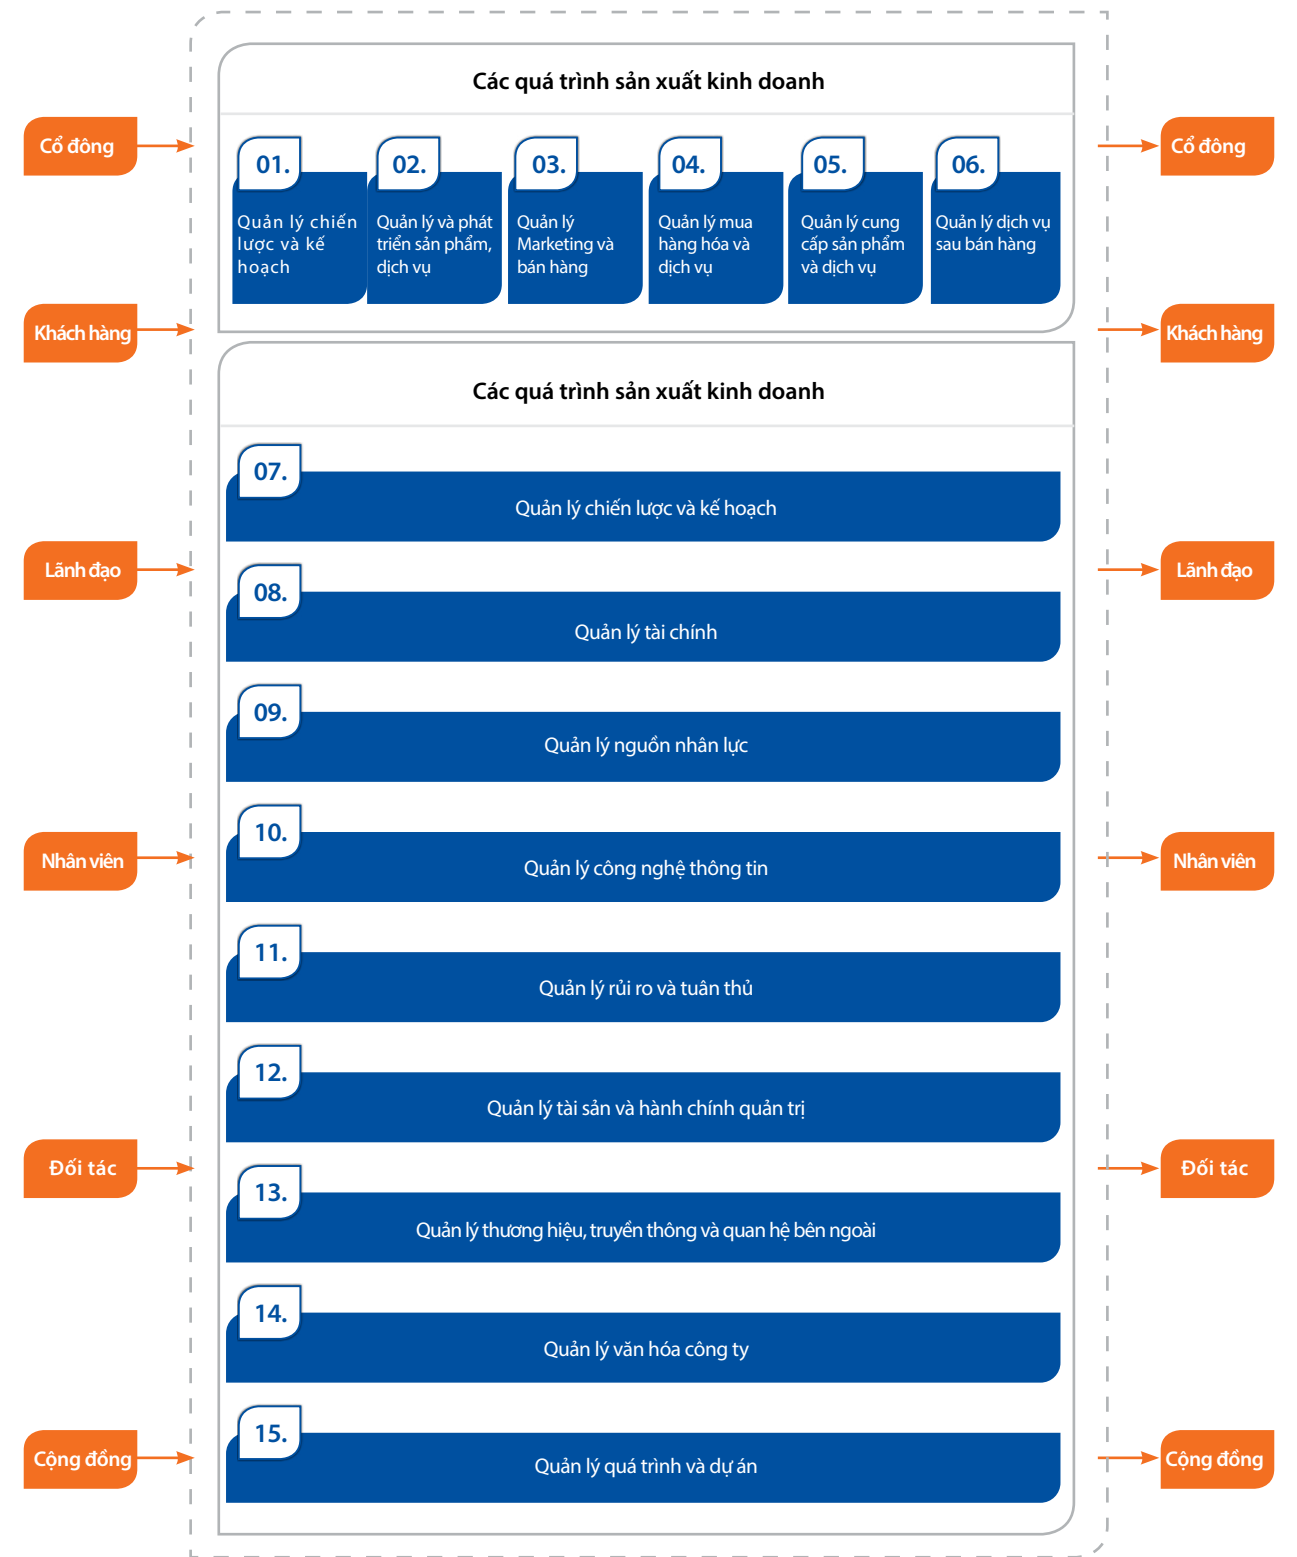 Các quá trình sản xuất kinh doanh
Cổ đông
Cổ đông
01.
02.
03.
04.
05.
06.
Quản lý chiến
lược và kế
hoạch
Quản lý và phát
triển sản phẩm,
dịch vụ
Quản lý
Marketing và
bán hàng
Quản lý mua
hàng hóa và
dịch vụ
Quản lý cung
cấp sản phẩm
và dịch vụ
Quản lý dịch vụ
sau bán hàng
Khách hàng
Khách hàng
Các quá trình sản xuất kinh doanh
07.
Quản lý chiến lược và kế hoạch
Lãnh đạo
Lãnh đạo
08.
Quản lý tài chính
09.
Quản lý nguồn nhân lực
10.
Nhân viên
Quản lý công nghệ thông tin
Nhân viên
11.
Quản lý rủi ro và tuân thủ
12.
Quản lý tài sản và hành chính quản trị
Đối tác
Đối tác
13.
Quản lý thương hiệu, truyền thông và quan hệ bên ngoài
14.
Quản lý văn hóa công ty
15.
Cộng đồng
Quản lý quá trình và dự án
Cộng đồng